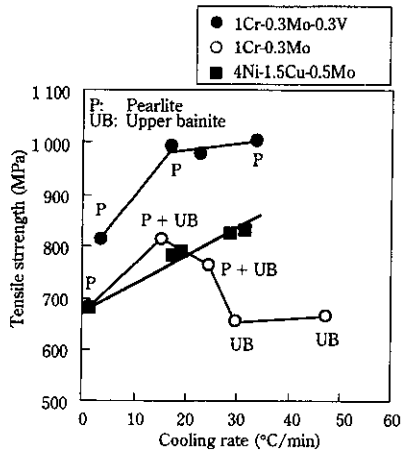 1Cr-0.3Mo-0.3V
1Cr-0.3Mo
4Ni-1.5Cu-0.5Mo
P: Pearlite
UB: Upper bainite
1 100
1 000
900
800
700
600
500
Tensile strrength (MPa)
P
P
P
P
P + UB
P + UB
UB
UB
0
10
20
30
40
50
60
Cooling rate (°C/min)